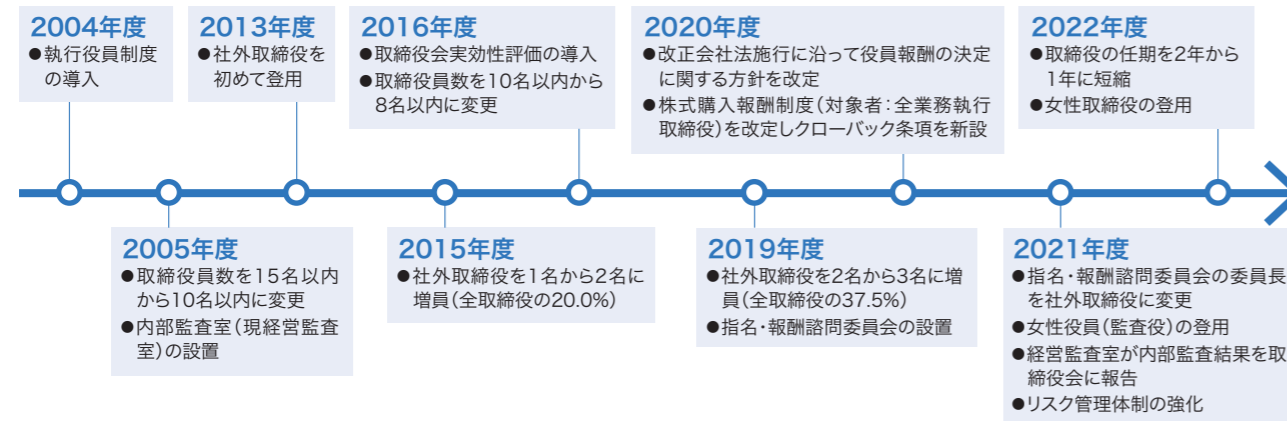 2004年度
●執行役員制度
の導入
2013年度
●社外取締役を
初めて登用
2016年度
●取締役会実効性評価の導入
●取締役員数を10名以内から
8名以内に変更
2020年度
●改正会社法施行に沿って役員報酬の決定
に関する方針を改定
●株式購入報酬制度(対象者:全業務執行
取締役)を改定しクローバック条項を新設
2022年度
●取締役の任期を2年から
1年に短縮
●女性取締役の登用
2005年度
●取締役員数を15名以内
から10名以内に変更
●内部監査室(現経営監査
室)の設置
2015年度
●社外取締役を1名から2名に
増員(全取締役の20.0%)
2019年度
●社外取締役を2名から3名に増
員(全取締役の37.5%)
●指名・報酬諮問委員会の設置
2021年度
●指名・報酬諮問委員会の委員長
を社外取締役に変更
●女性役員(監査役)の登用
●経営監査室が内部監査結果を取
締役会に報告
●リスク管理体制の強化